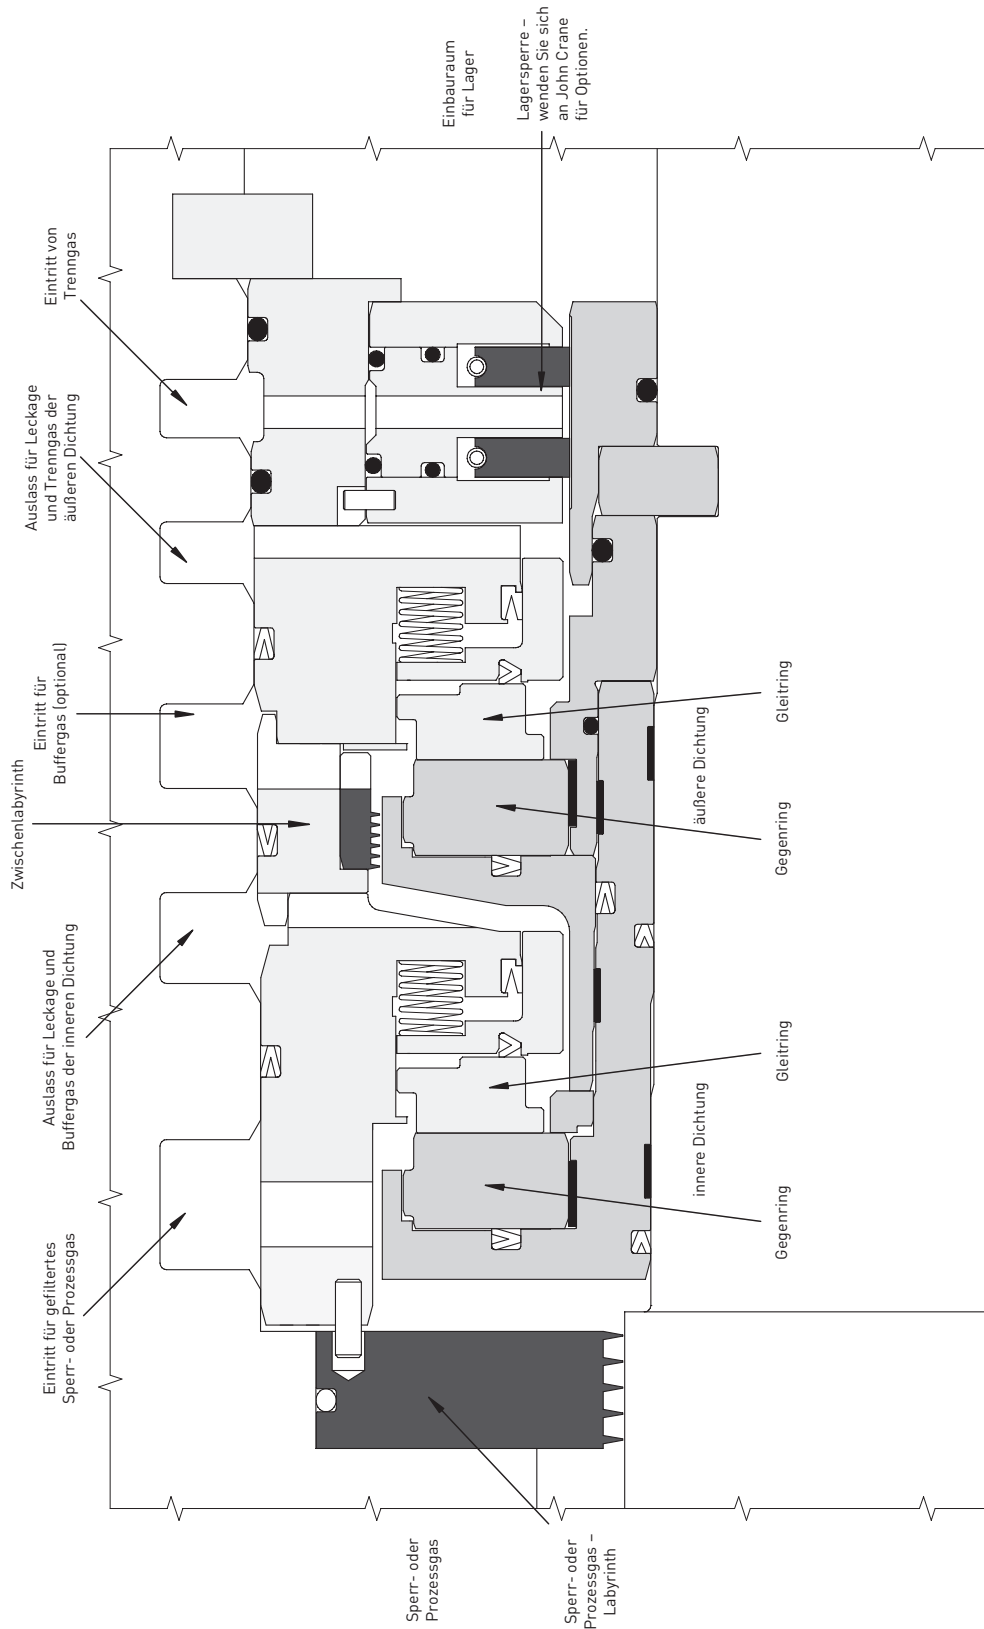 Eintritt für gefiltertes
Sperr- oder Prozessgas
Auslass für Leckage und
Buffergas der inneren Dichtung
Zwischenlabyrinth
Eintritt für
Buffergas (optional)
Auslass für Leckage
und Trenngas der
äußeren Dichtung
Eintritt von
Trenngas
Sperr- oder
Prozessgas
Einbauraum
für Lager
Sperr- oder
Prozessgas –
Labyrinth
Lagersperre –
wenden Sie sich
an John Crane
für Optionen.
innere Dichtung
äußere Dichtung
Gegenring
Gleitring
Gegenring
Gleitring